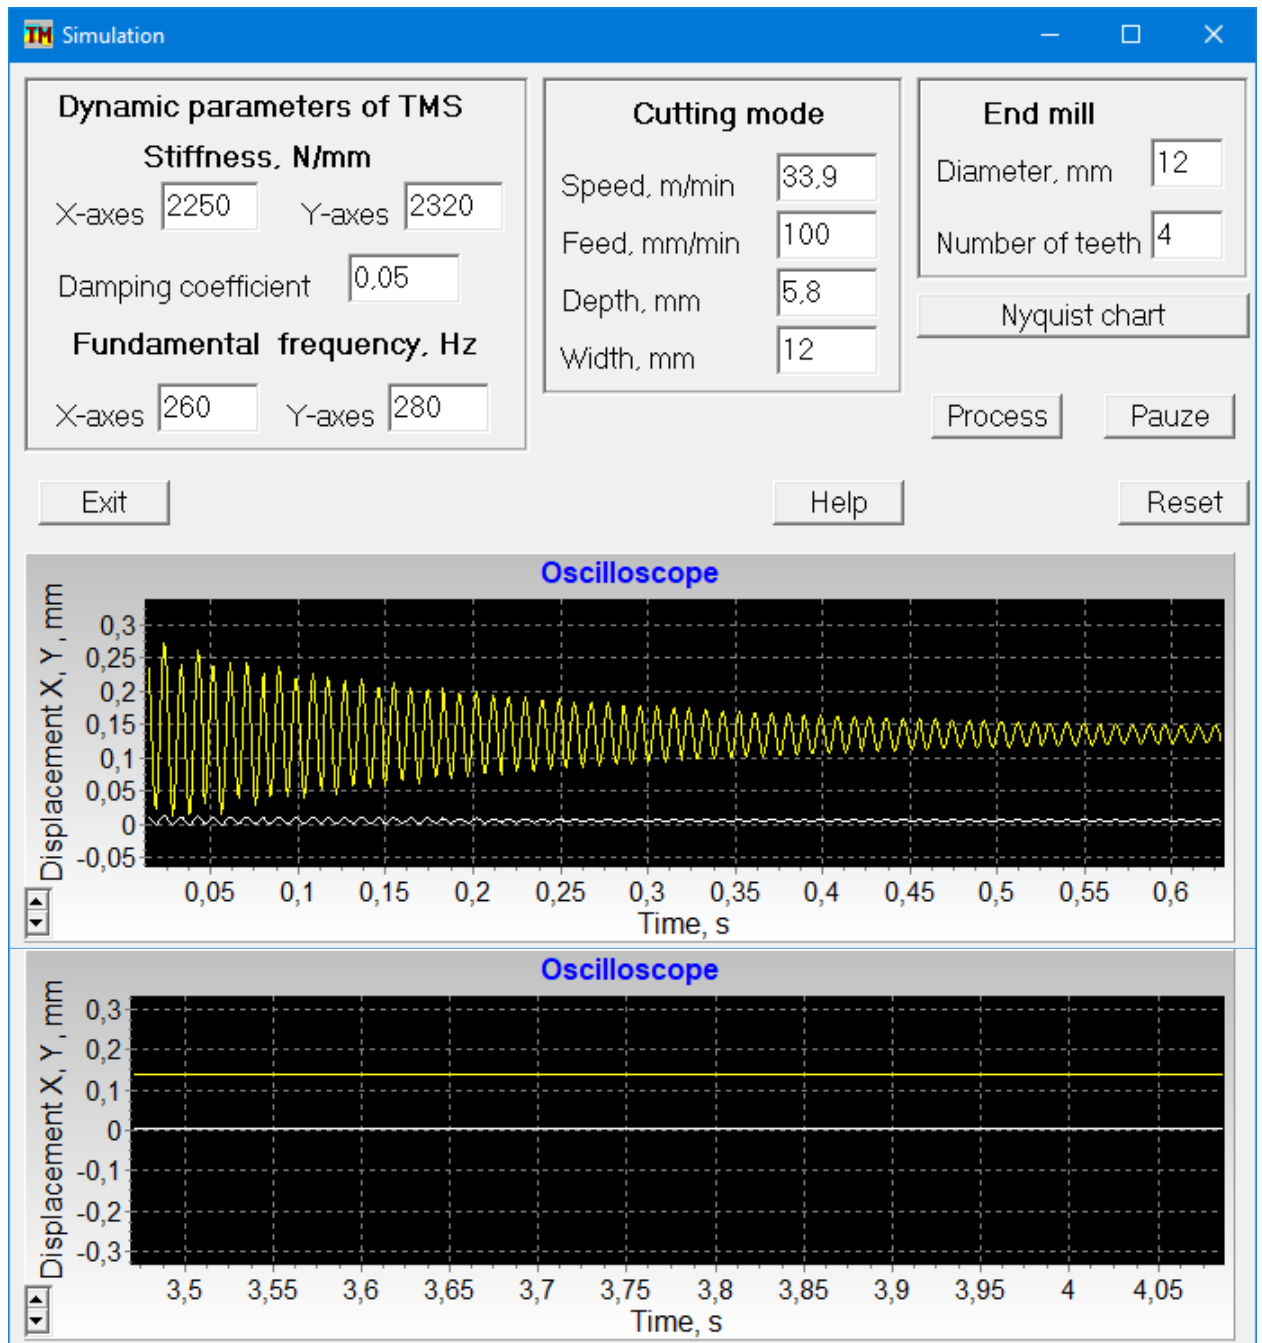 TM Simulation
Dynamic parameters of TMS
Stiffness, N/mm
X-axes 2250 Y-axes 2320
Damping coefficient 0,05
Fundamental frequency, Hz
X-axes 260 Y-axes 280
Cutting mode
Speed, m/min 33,9
Feed, mm/min 100
Depth, mm 5,8
Width, mm 12
End mill
Diameter, mm 12
Number of teeth 4
Nyquist chart
Process Pauze
Exit Help Reset
Oscilloscope
Displacement X, Y, mm
0,3
0,25
0,2
0,15
0,1
0,05
0
-0,05
0,05 0,1 0,15 0,2 0,25 0,3 0,35 0,4 0,45 0,5 0,55 0,6
Time, s
Oscilloscope
Displacement X, Y, mm
0,3
0,2
0,1
0
-0,1
-0,2
-0,3
3,5 3,55 3,6 3,65 3,7 3,75 3,8 3,85 3,9 3,95 4 4,05
Time, s